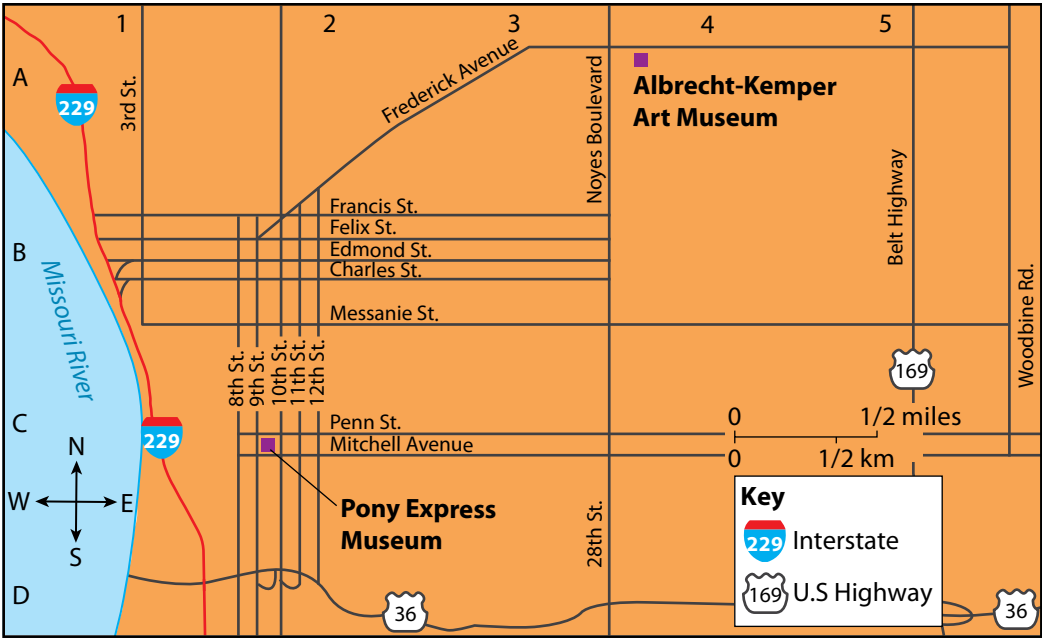 1 2 3 4 5
A
Frederick Avenue
229
3rd St.
Albrecht-Kemper
Art Museum
Noyes Boulevard
Belt Highway
Francis St.
Felix St.
B
Edmond St.
Charles St.
Missouri River
Messanie St.
Woodbine Rd.
8th St.
9th St.
10th St.
11th St.
12th St.
169
C
Penn St.
0 1/2 miles
229
Mitchell Avenue
0 1/2 km
N
W E
S
Pony Express
Museum
28th St.
Key
229 Interstate
169 U.S Highway
D
36
36